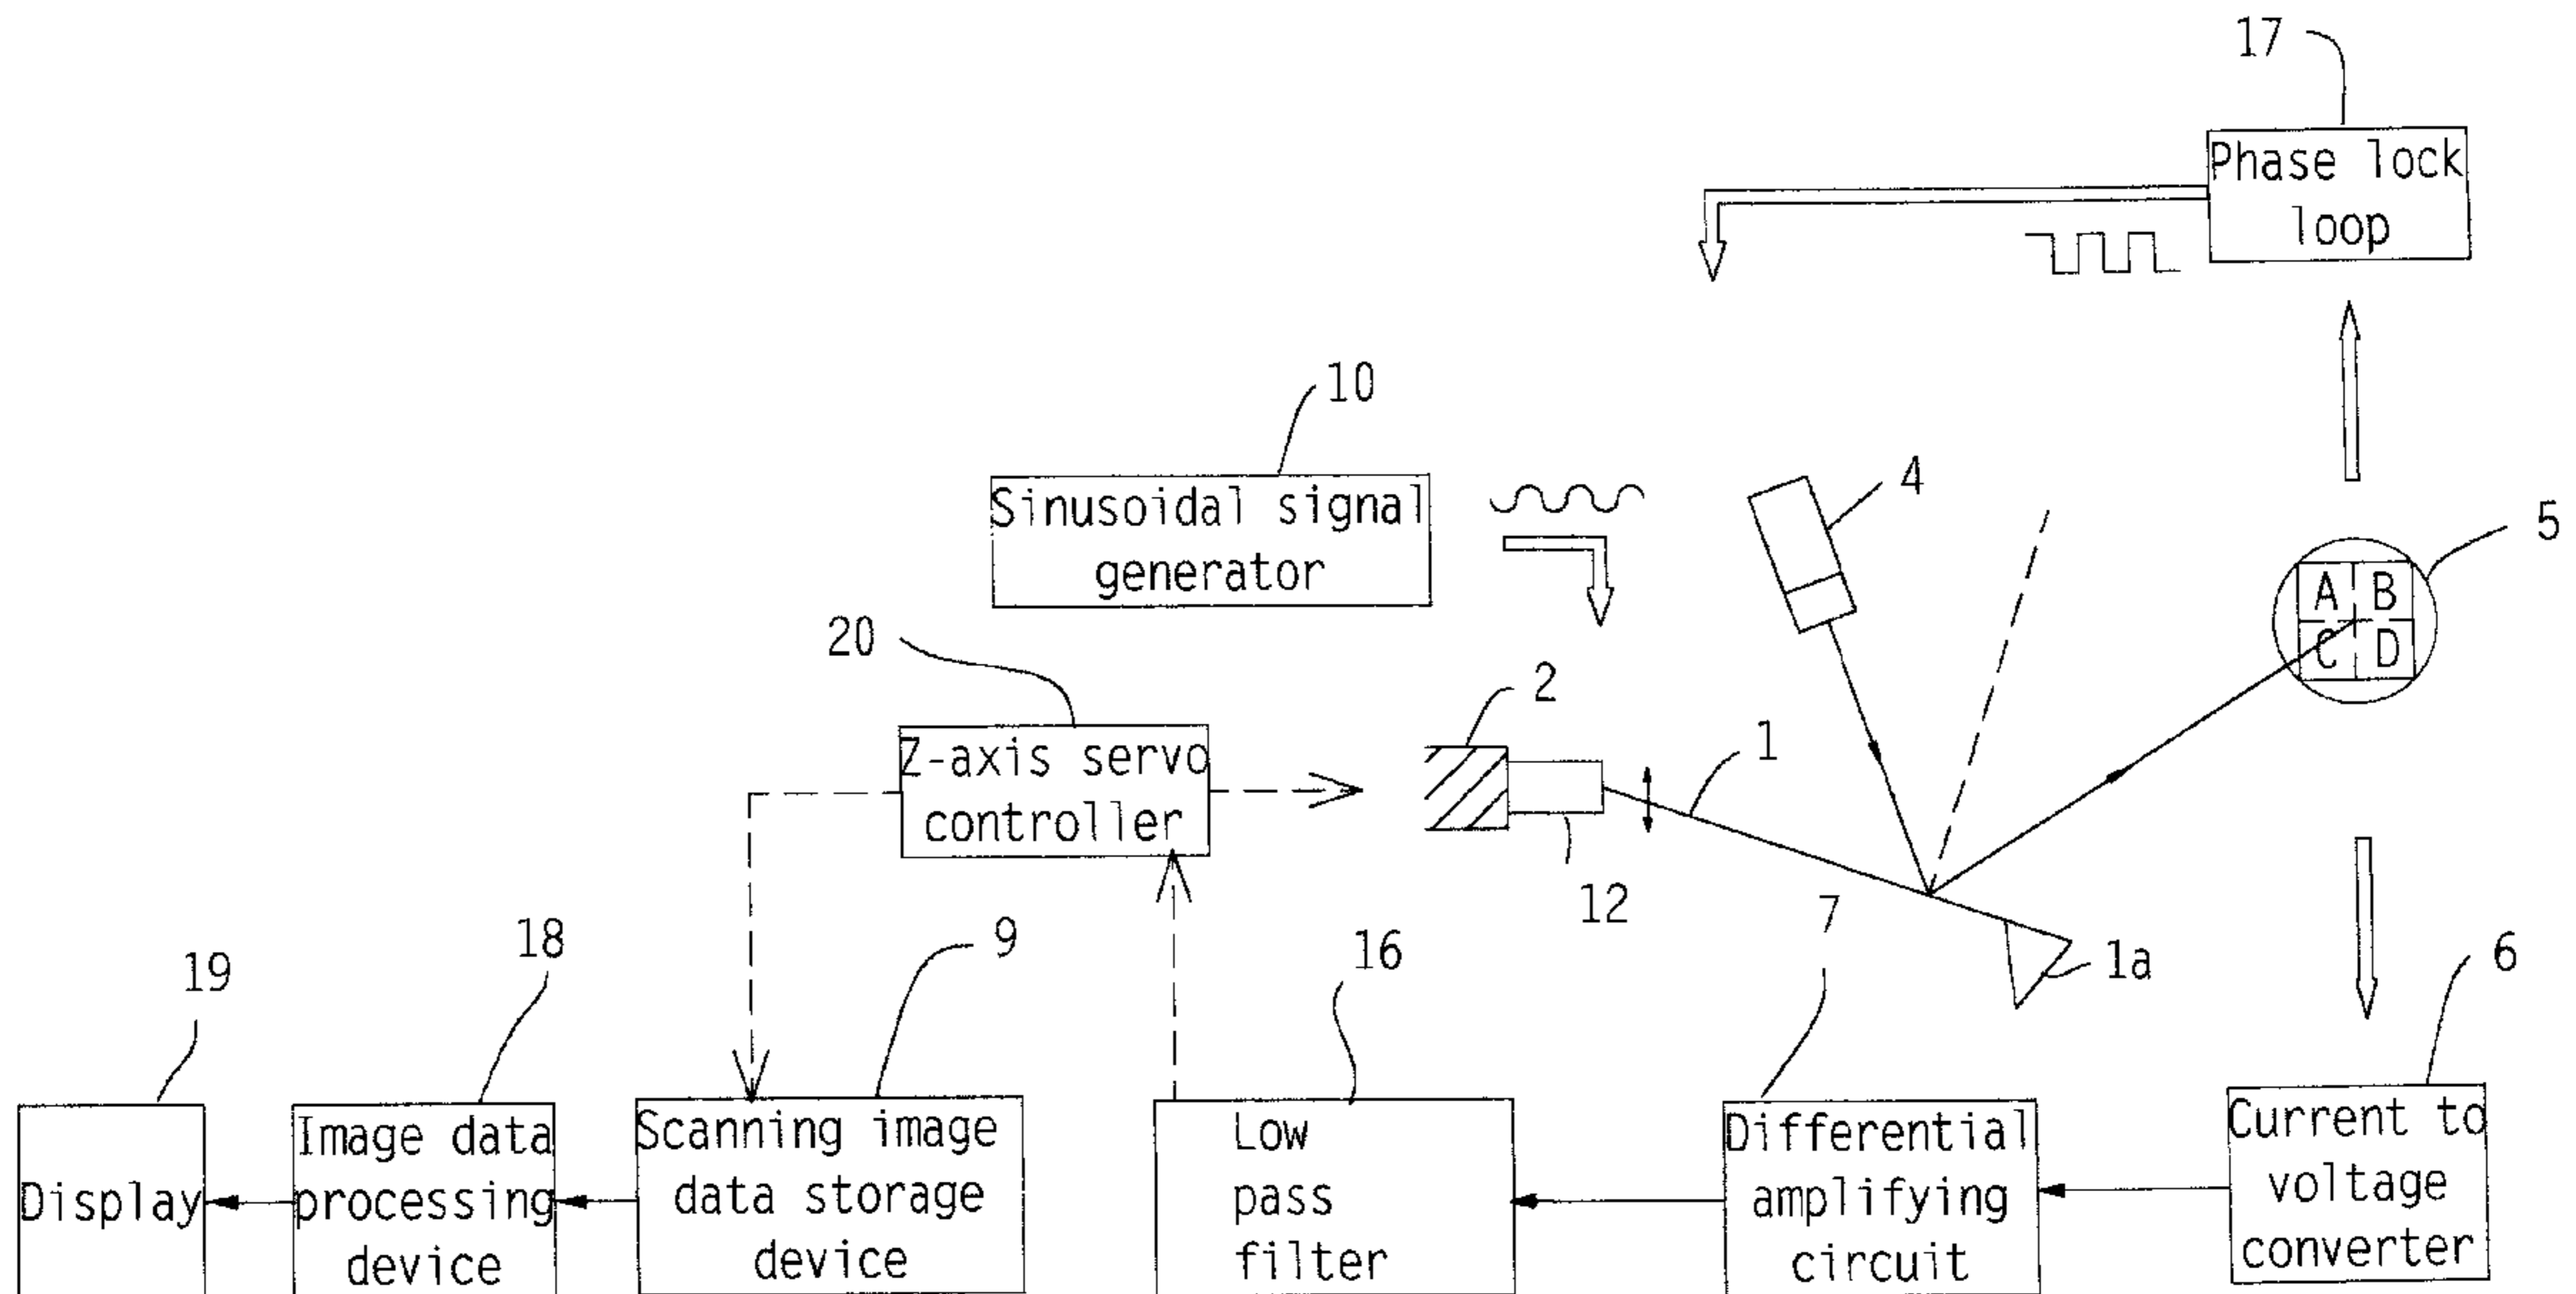 17
Phase lock
loop
10
Sinusoidal signal
generator
4
5
A B
C D
20
Z-axis servo
controller
2
1
12
7
1a
6
16
9
18
19
Display
Image data
processing
device
Scanning image
data storage
device
Low
pass
filter
Differential
amplifying
circuit
Current to
voltage
converter